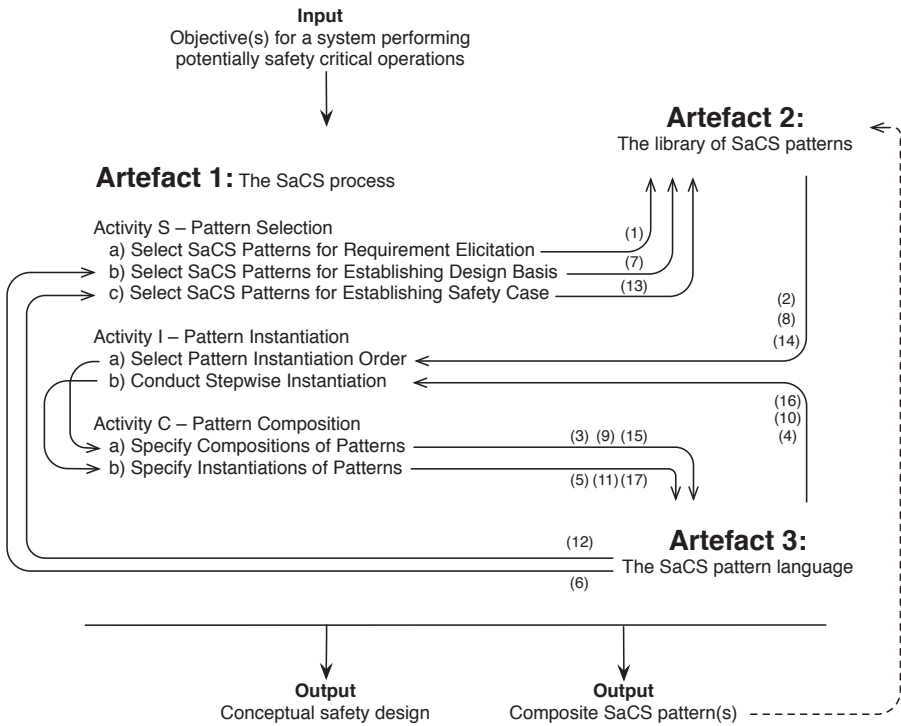 Input
Objective(s) for a system performing
potentially safety critical operations
Artefact 2:
The library of SaCS patterns
Artefact 1: The SaCS process
Activity S – Pattern Selection
a) Select SaCS Patterns for Requirement Elicitation
(1)
b) Select SaCS Patterns for Establishing Design Basis
(7)
c) Select SaCS Patterns for Establishing Safety Case
(13)
(2)
(8)
(14)
Activity I – Pattern Instantiation
a) Select Pattern Instantiation Order
b) Conduct Stepwise Instantiation
(16)
(10)
(4)
Activity C – Pattern Composition
a) Specify Compositions of Patterns
(3) (9) (15)
b) Specify Instantiations of Patterns
(5) (11) (17)
Artefact 3:
The SaCS pattern language
(12)
(6)
Output
Conceptual safety design
Output
Composite SaCS pattern(s)